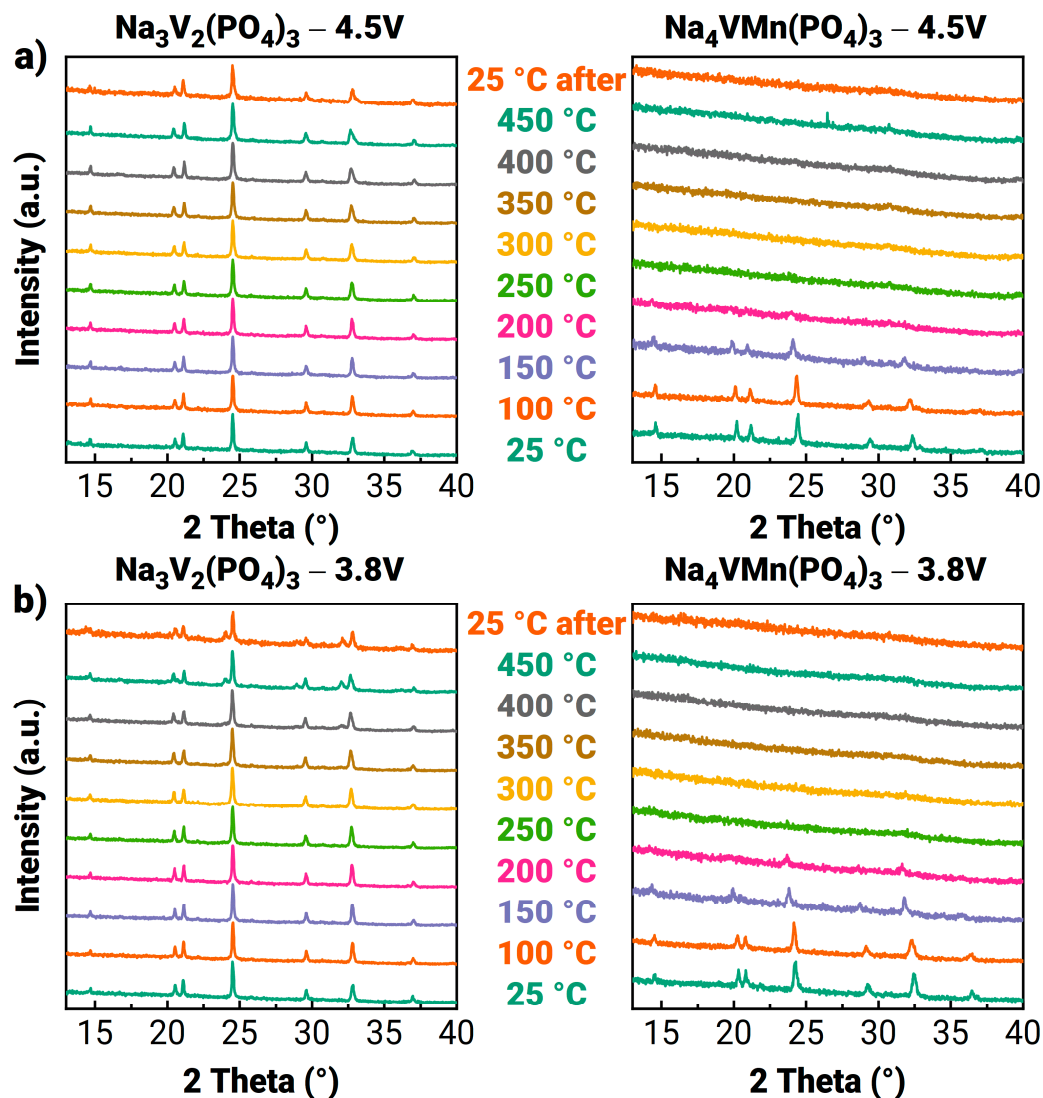 Na₃V₂(PO₄)₃ – 4.5V
Na₄VMn(PO₄)₃ – 4.5V
a)
25 °C after
450 °C
400 °C
350 °C
300 °C
250 °C
200 °C
150 °C
100 °C
25 °C
Intensity (a.u.)
15 20 25 30 35 40
15 20 25 30 35 40
2 Theta (°)
2 Theta (°)
Na₃V₂(PO₄)₃ – 3.8V
Na₄VMn(PO₄)₃ – 3.8V
b)
25 °C after
450 °C
400 °C
350 °C
300 °C
250 °C
200 °C
150 °C
100 °C
25 °C
Intensity (a.u.)
15 20 25 30 35 40
15 20 25 30 35 40
2 Theta (°)
2 Theta (°)